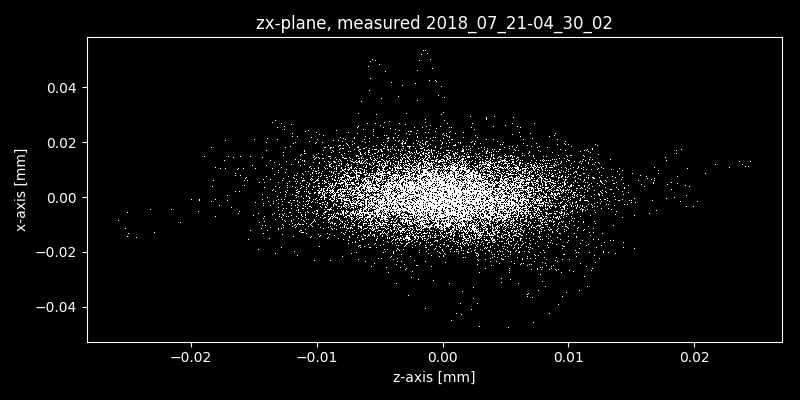 zx-plane, measured 2018_07_21-04_30_02
0.04
0.02
0.00
−0.02
−0.04
x-axis [mm]
−0.02 −0.01 0.00 0.01 0.02
z-axis [mm]